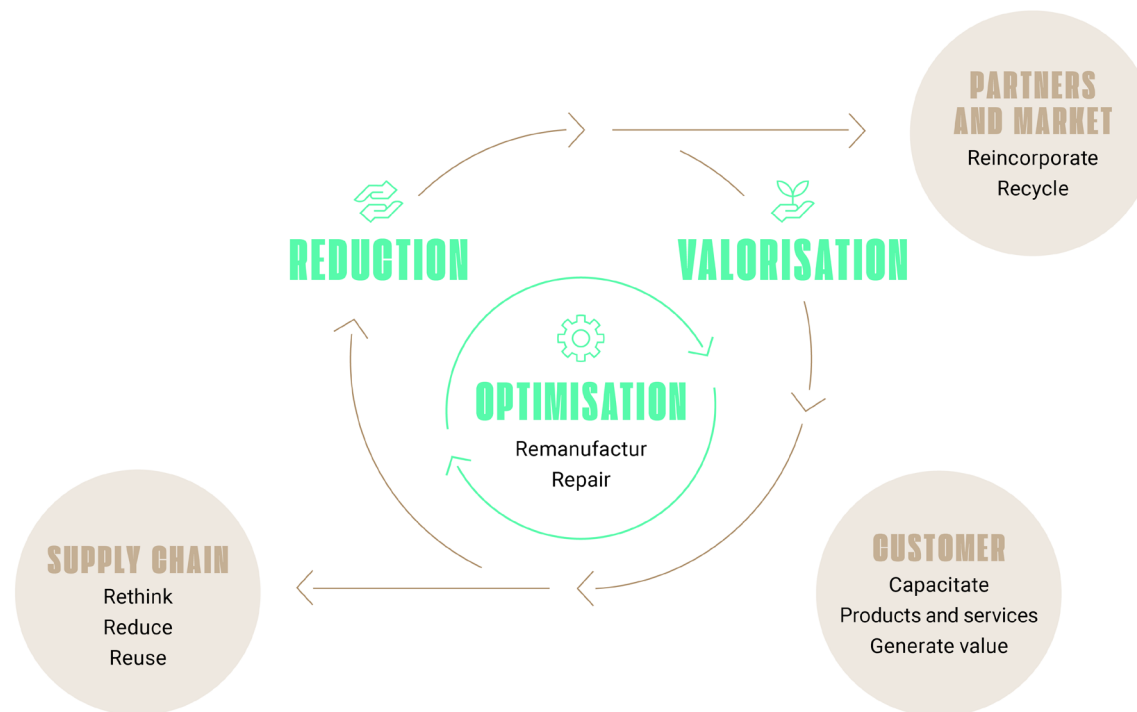 PARTNERS
AND MARKET
Reincorporate
Recycle
REDUCTION
VALORISATION
OPTIMISATION
Remanufactur
Repair
SUPPLY CHAIN
Rethink
Reduce
Reuse
CUSTOMER
Capacitate
Products and services
Generate value